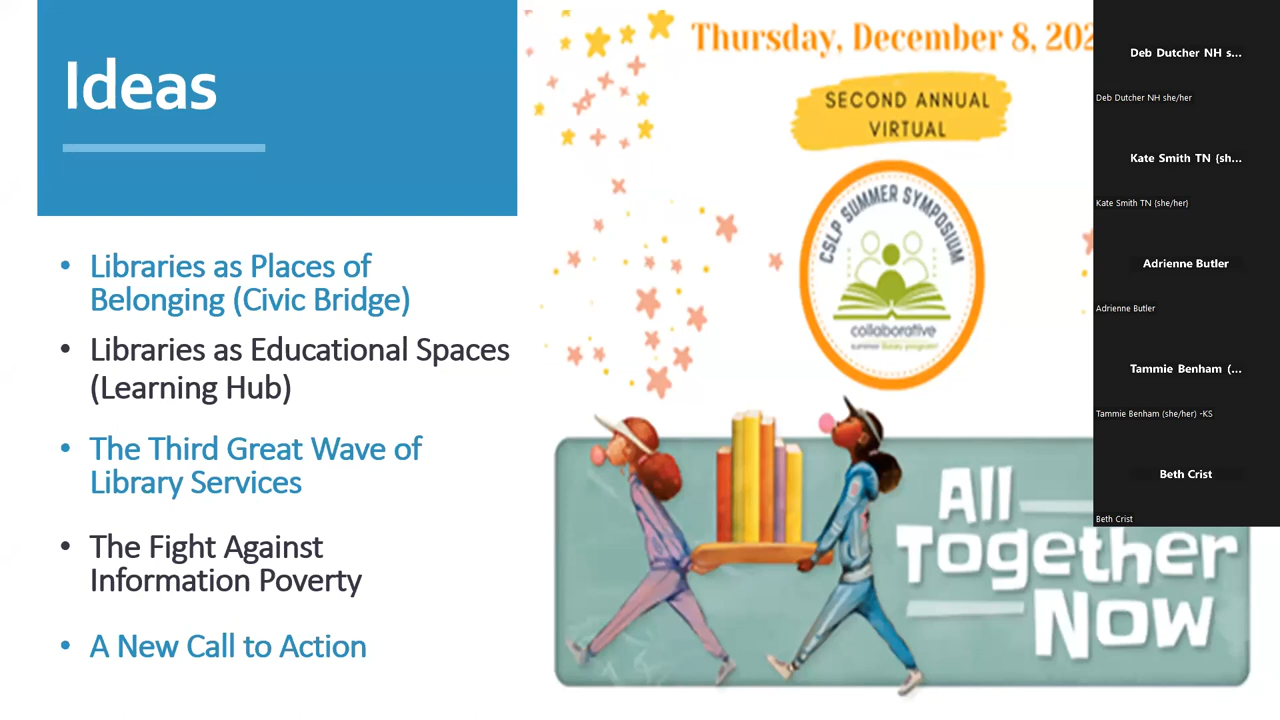 Ideas
• Libraries as Places of
Belonging (Civic Bridge)
• Libraries as Educational Spaces
(Learning Hub)
• The Third Great Wave of
Library Services
• The Fight Against
Information Poverty
• A New Call to Action
Thursday, December 8, 202
SECOND ANNUAL
VIRTUAL
CSLP SUMMER SYMPOSIUM
collaborative
summer library program
All
Together
Now
Deb Dutcher NH s...
Deb Dutcher NH she/her
Kate Smith TN (sh...
Kate Smith TN (she/her)
Adrienne Butler
Adrienne Butler
Tammie Benham (...
Tammie Benham (she/her) -KS
Beth Crist
Beth Crist